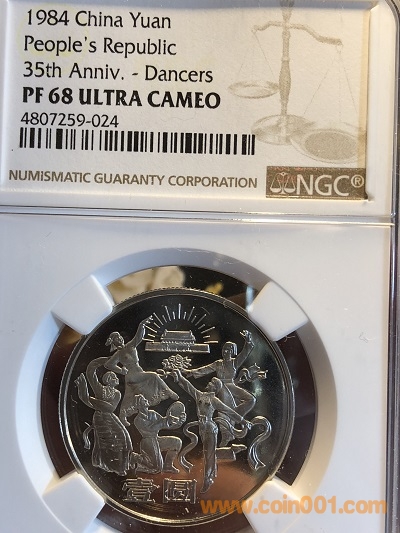 1984 China Yuan
People's Republic
35th Anniv. - Dancers
PF 68 ULTRA CAMEO
4807259-024
NUMISMATIC GUARANTY CORPORATION NGC®
壹圆
www.coin001.com